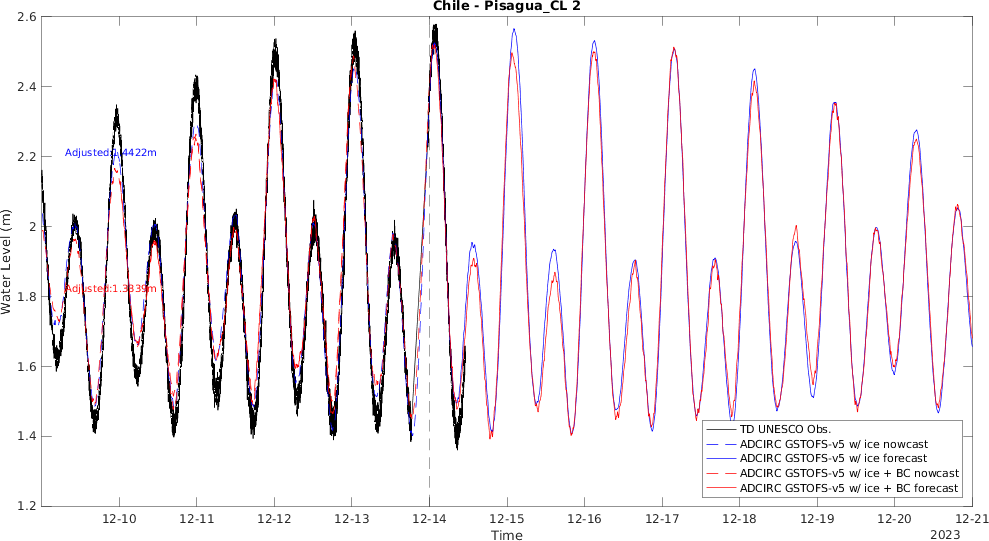 Chile - Pisagua_CL 2
2.6
2.4
2.2
2
1.8
1.6
1.4
1.2
Water Level (m)
Adjusted:1.4422m
Adjusted:1.3339m
TD UNESCO Obs.
ADCIRC GSTOFS-v5 w/ ice nowcast
ADCIRC GSTOFS-v5 w/ ice forecast
ADCIRC GSTOFS-v5 w/ ice + BC nowcast
ADCIRC GSTOFS-v5 w/ ice + BC forecast
12-10 12-11 12-12 12-13 12-14 12-15 12-16 12-17 12-18 12-19 12-20 12-21
Time
2023